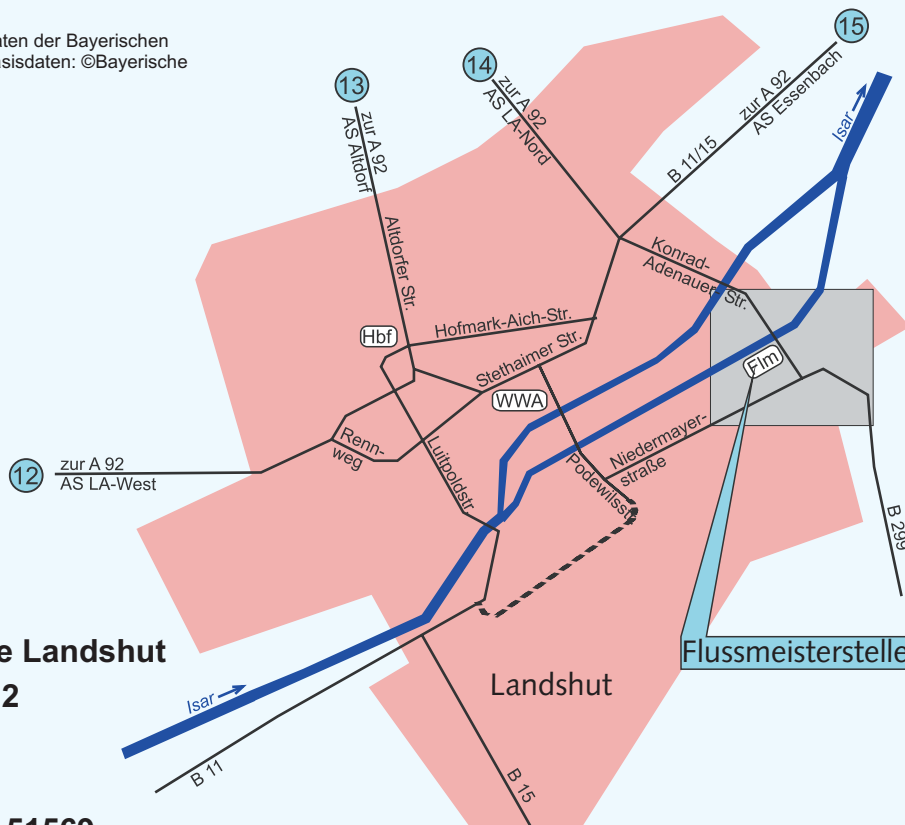 aten der Bayerischen
asisdaten: ©Bayerische
15
14
13
zur A 92
AS Essenbach
zur A 92
AS LA-Nord
zur A 92
AS Altdorf
B 11/15
Isar
Altdorfer Str.
Konrad-
Adenauer-Str.
Hofmark-Aich-Str.
Hbf
Stethaimer Str.
Flm
WWA
Niedermayer-
straße
Renn-
weg
Luitpoldstr.
Podewilsstr.
12
zur A 92
AS LA-West
B 299
e Landshut
2
Flussmeisterstelle
Landshut
Isar
B 11
B 15